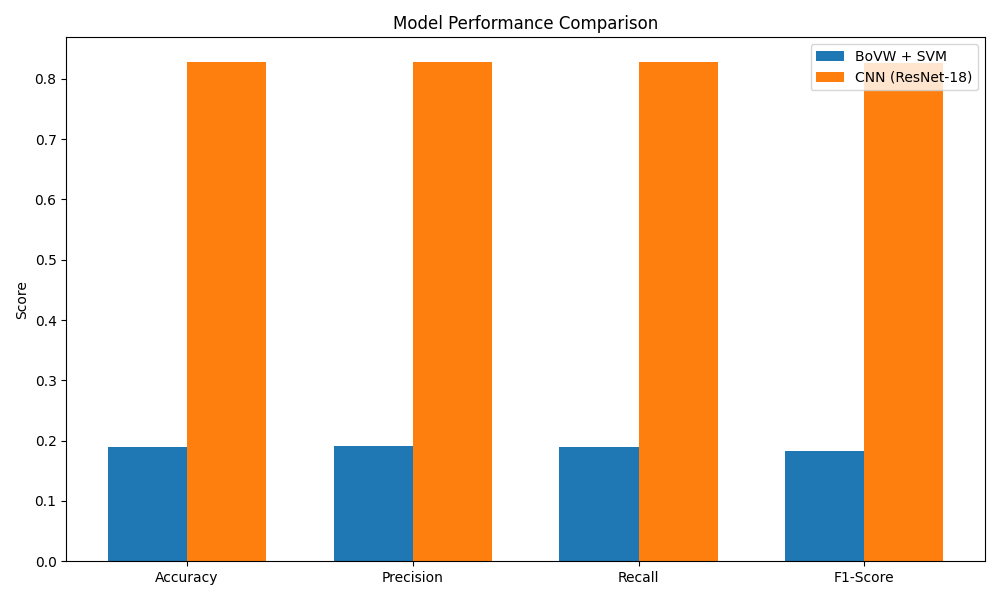 Model Performance Comparison
BoVW + SVM
CNN (ResNet-18)
Score
0.8
0.7
0.6
0.5
0.4
0.3
0.2
0.1
0.0
Accuracy Precision Recall F1-Score